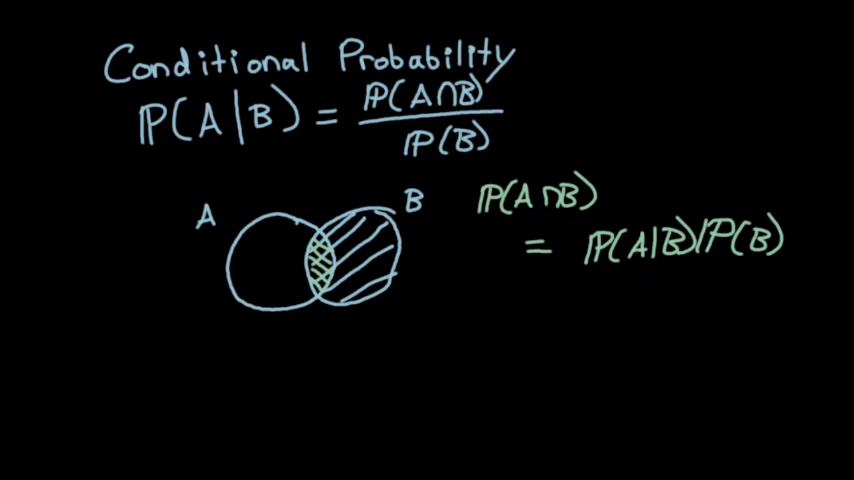 Conditional Probability
ℙ(A|B) = ℙ(A∩B) / ℙ(B)
A
B
ℙ(A∩B)
= ℙ(A|B)ℙ(B)